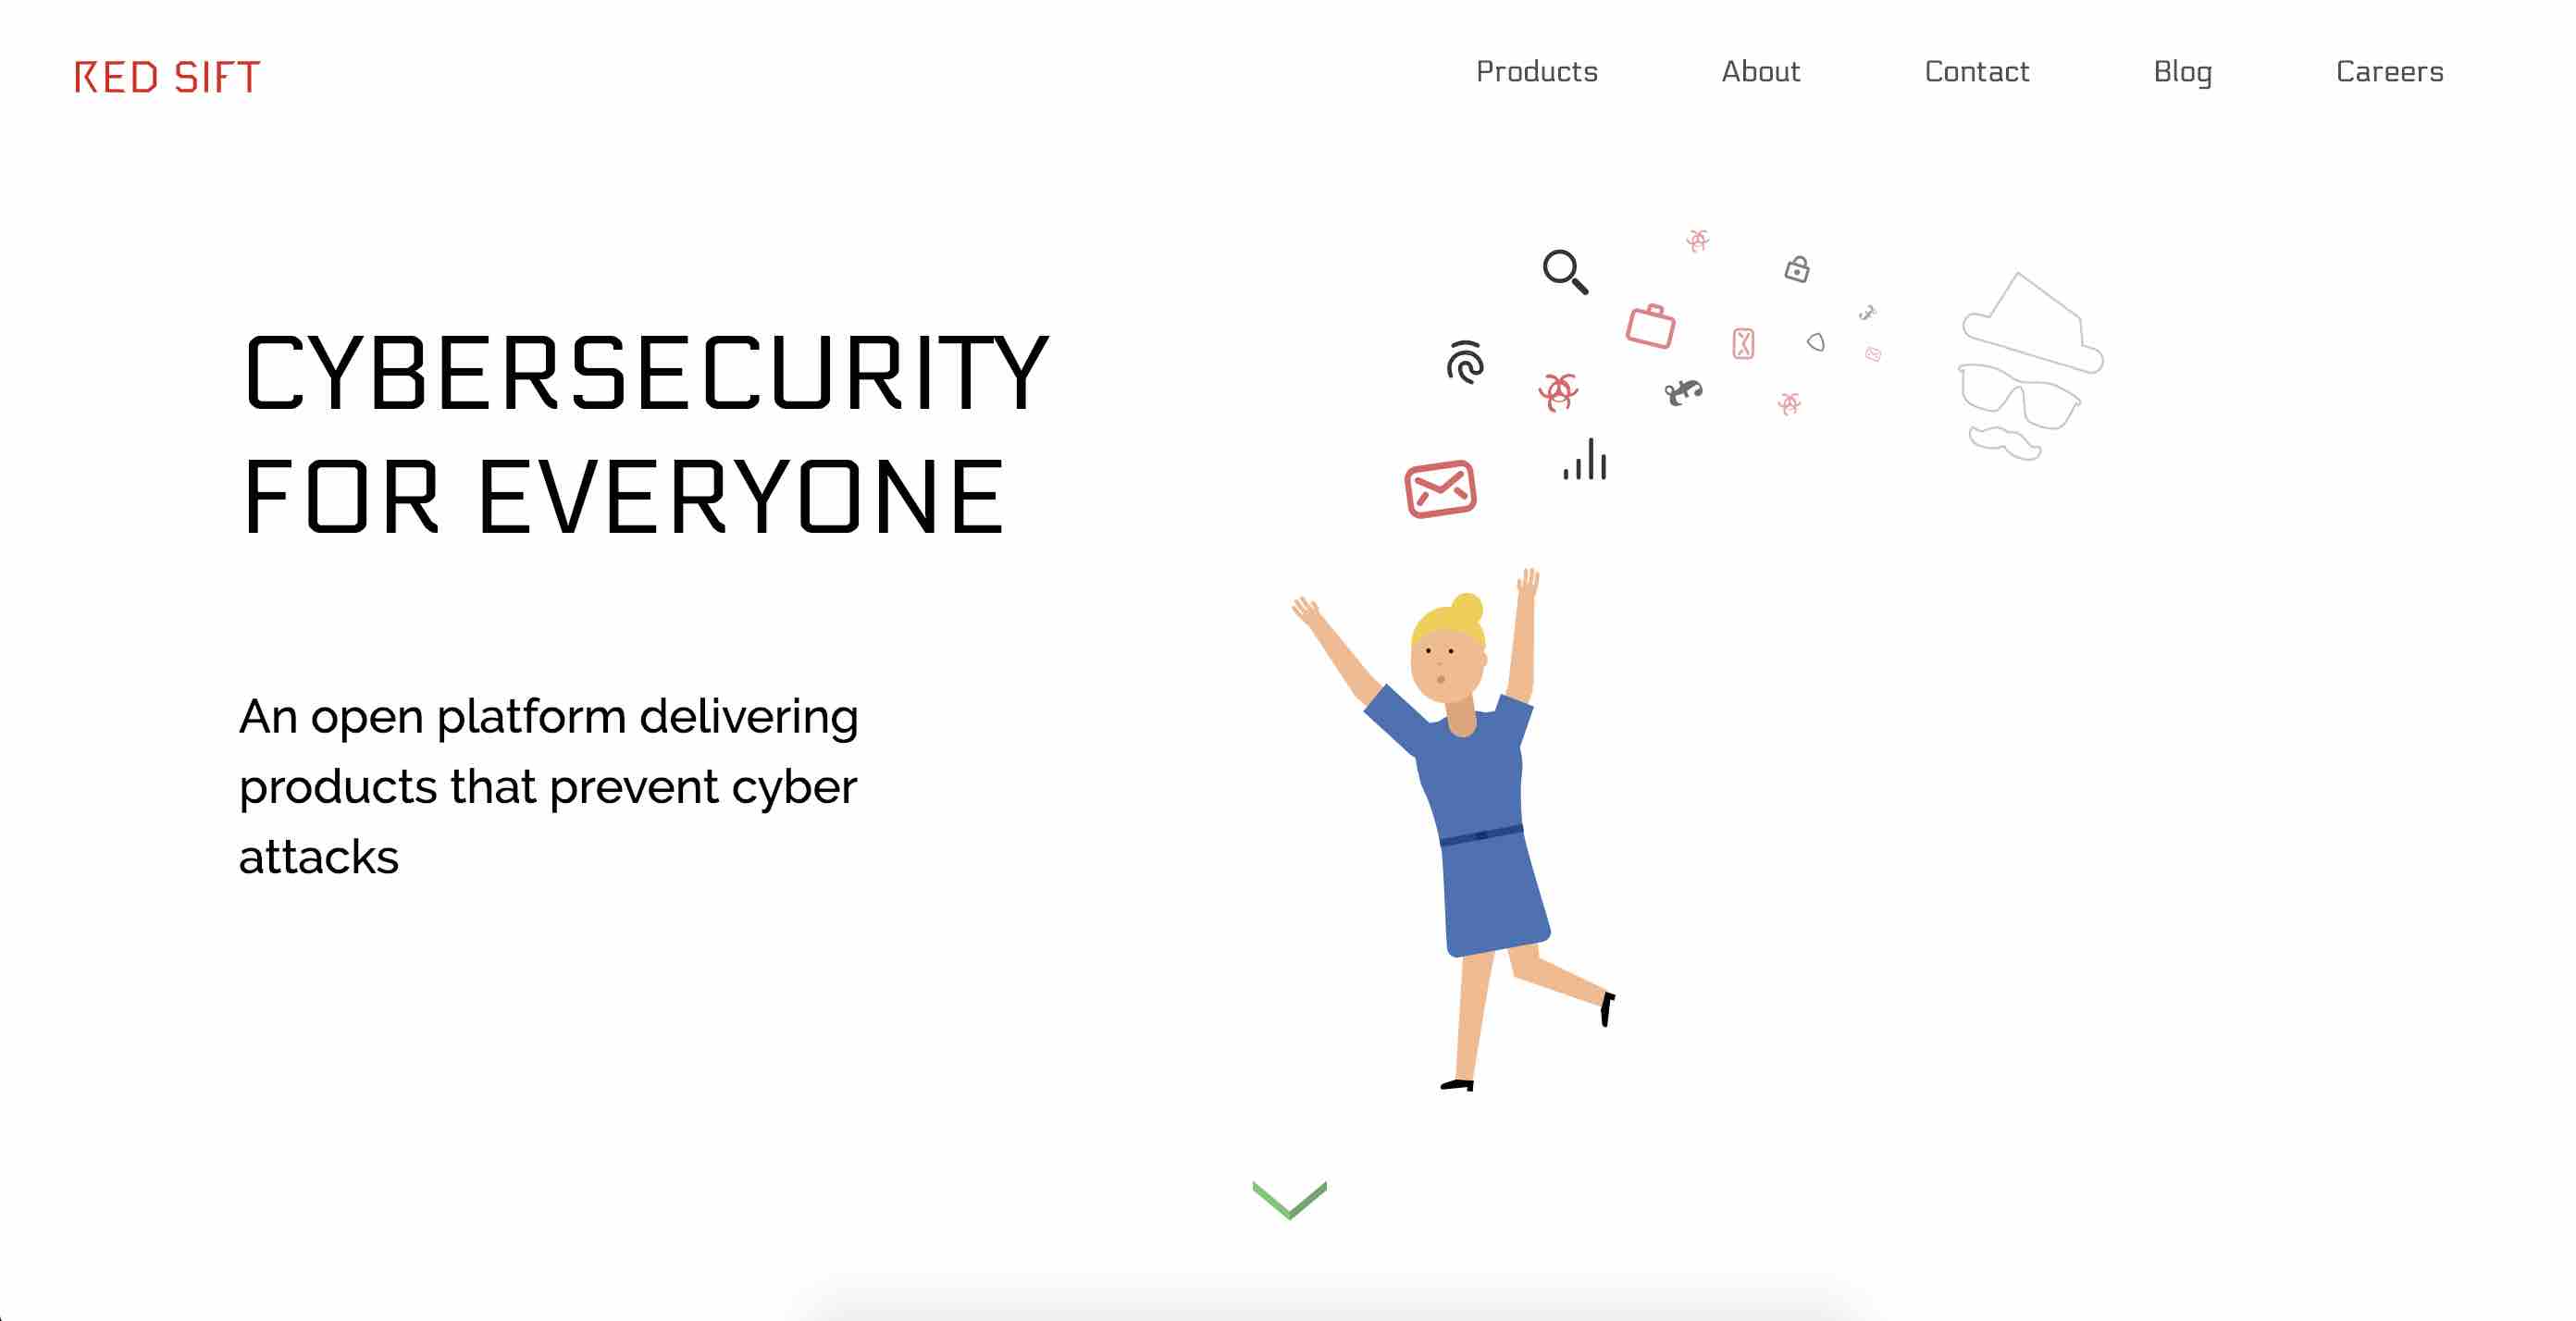 RED SIFT
Products
About
Contact
Blog
Careers
CYBERSECURITY
FOR EVERYONE
An open platform delivering
products that prevent cyber
attacks